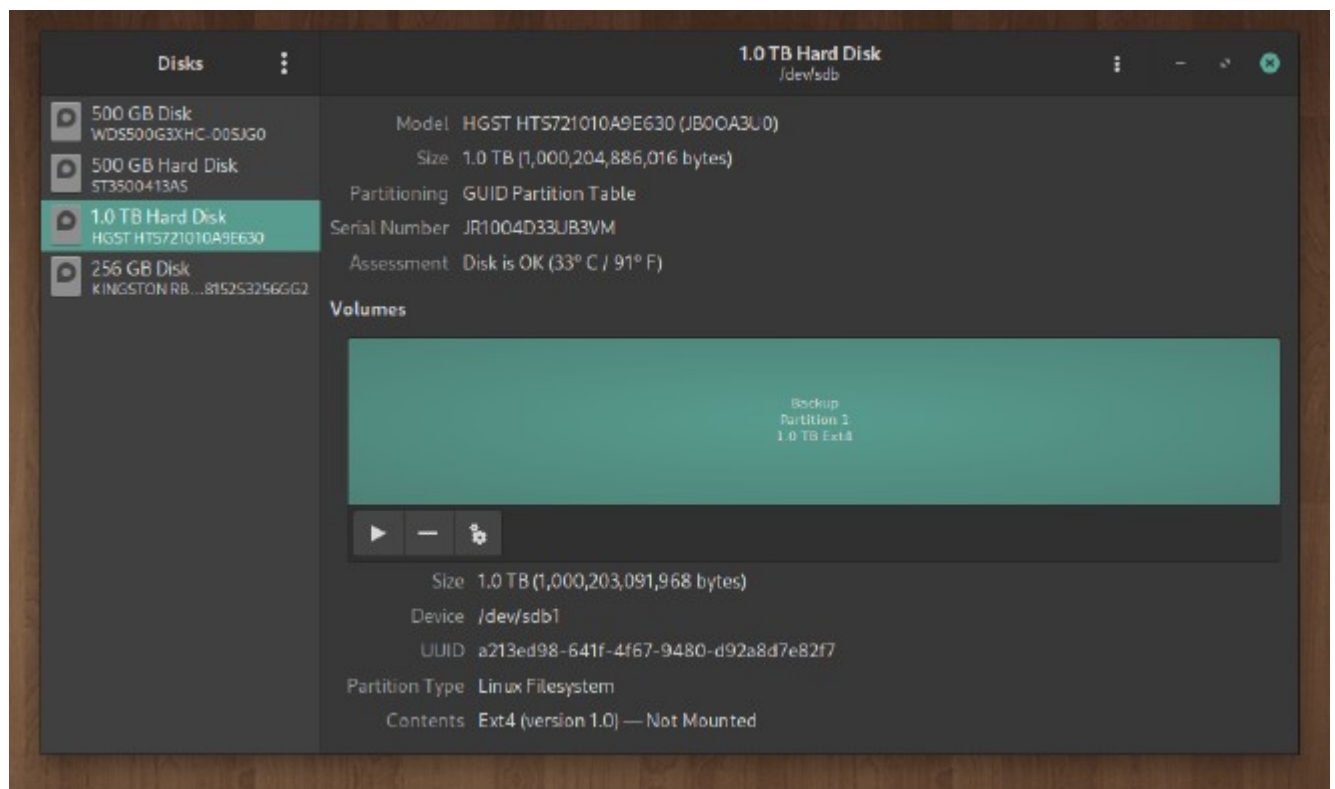 Disks
1.0 TB Hard Disk
/dev/sdb
500 GB Disk
WDS500G3XHC-00SJG0
500 GB Hard Disk
ST3500413AS
1.0 TB Hard Disk
HGST HTS721010A9E630
256 GB Disk
KINGSTON RB...8152S3256GG2
Model HGST HTS721010A9E630 (JB0OA3U0)
Size 1.0 TB (1,000,204,886,016 bytes)
Partitioning GUID Partition Table
Serial Number JR1004D33UB3VM
Assessment Disk is OK (33° C / 91° F)
Volumes
Backup
Partition 1
1.0 TB Ext4
Size 1.0 TB (1,000,203,091,968 bytes)
Device /dev/sdb1
UUID a213ed98-641f-4f67-9480-d92a8d7e82f7
Partition Type Linux Filesystem
Contents Ext4 (version 1.0) — Not Mounted